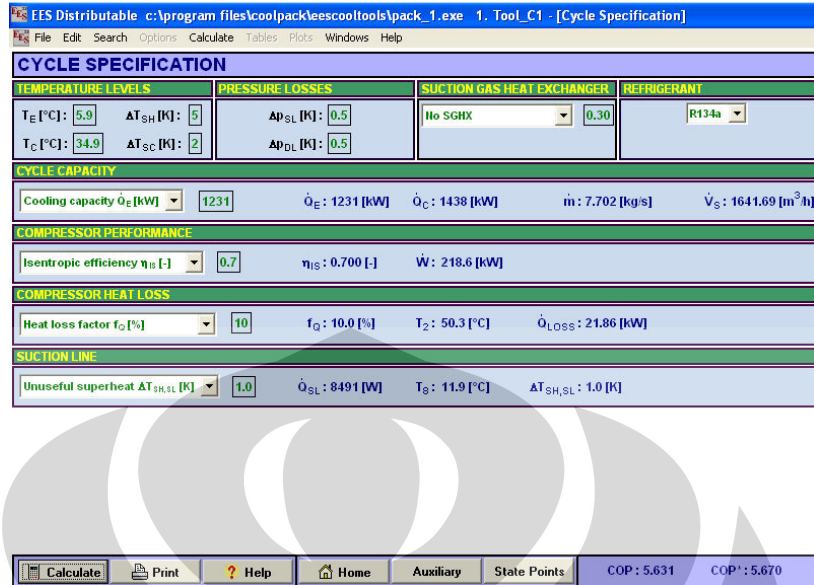 EES Distributable c:\program files\coolpack\eescooltools\pack_1.exe 1. Tool_C1 - [Cycle Specification]
File Edit Search Options Calculate Tables Plots Windows Help
CYCLE SPECIFICATION
TEMPERATURE LEVELS PRESSURE LOSSES SUCTION GAS HEAT EXCHANGER REFRIGERANT
T_E [°C]: 5.9 ΔT_SH [K]: 5 Δp_SL [K]: 0.5 No SGHX 0.30 R134a
T_C [°C]: 34.9 ΔT_SC [K]: 2 Δp_DL [K]: 0.5
CYCLE CAPACITY
Cooling capacity Q̇_E [kW] 1231 Q̇_E: 1231 [kW] Q̇_C: 1438 [kW] ṁ: 7.702 [kg/s] V̇_S: 1641.69 [m³/h]
COMPRESSOR PERFORMANCE
Isentropic efficiency η_IS [-] 0.7 η_IS: 0.700 [-] Ẇ: 218.6 [kW]
COMPRESSOR HEAT LOSS
Heat loss factor f_Q [%] 10 f_Q: 10.0 [%] T_2: 50.3 [°C] Q̇_LOSS: 21.86 [kW]
SUCTION LINE
Unuseful superheat ΔT_SH,SL [K] 1.0 Q̇_SL: 8491 [W] T_8: 11.9 [°C] ΔT_SH,SL: 1.0 [K]
Calculate Print ? Help Home Auxiliary State Points COP: 5.631 COP*: 5.670